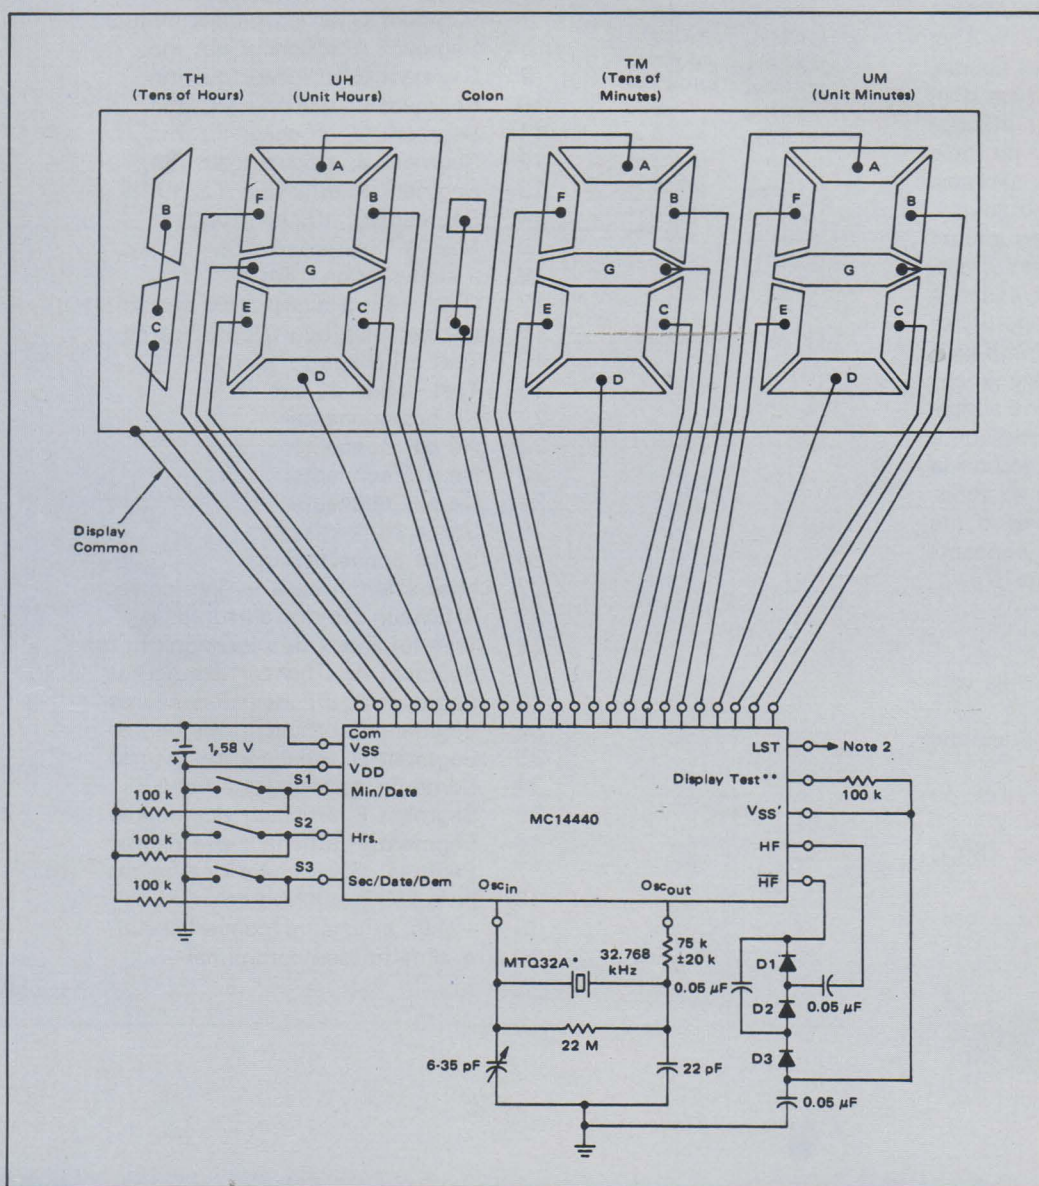 TH
(Tens of Hours)
UH
(Unit Hours)
Colon
TM
(Tens of
Minutes)
UM
(Unit Minutes)
A
A
A
B
F
B
F
B
F
B
G
G
G
C
E
C
E
C
E
C
D
D
D
Display
Common
Com
VSS
1,58 V
VDD
S1
Min/Date
100 k
S2
Hrs.
100 k
S3
Sec/Date/Dem
100 k
MC14440
LST
Note 2
Display Test**
100 k
VSS'
HF
HF
Oscin
Oscout
MTQ32A*
32.768
kHz
75 k
±20 k
0.05 µF
D1
D2
0.05 µF
22 M
D3
6-35 pF
22 pF
0.05 µF